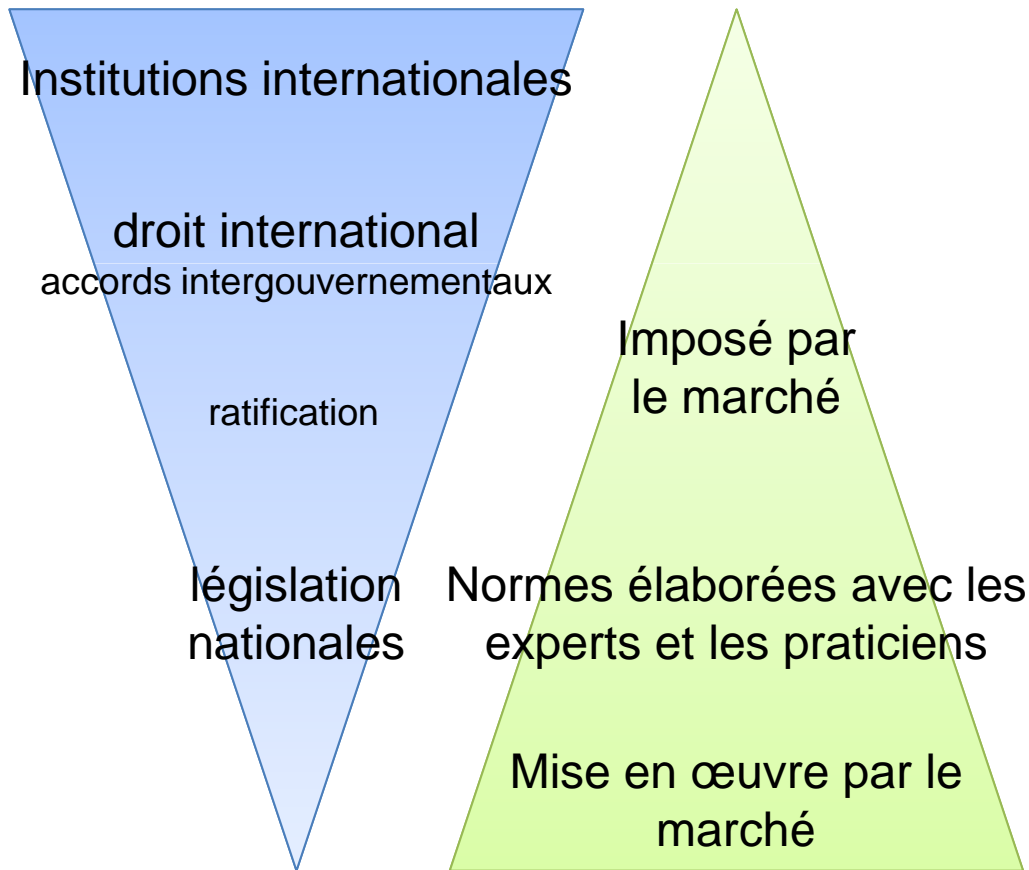 Institutions internationales
droit international
accords intergouvernementaux
ratification
législation
nationales
Imposé par
le marché
Normes élaborées avec les
experts et les praticiens
Mise en œuvre par le
marché